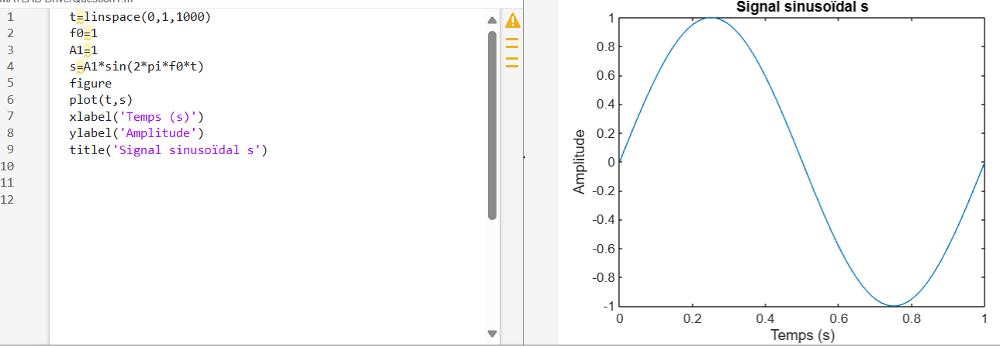 MATLAB Drive/Question1.m
1 t=linspace(0,1,1000)
2 f0=1
3 A1=1
4 s=A1*sin(2*pi*f0*t)
5 figure
6 plot(t,s)
7 xlabel('Temps (s)')
8 ylabel('Amplitude')
9 title('Signal sinusoïdal s')
10
11
12
Signal sinusoïdal s
1
0.8
0.6
0.4
0.2
0
-0.2
-0.4
-0.6
-0.8
-1
Amplitude
0 0.2 0.4 0.6 0.8 1
Temps (s)